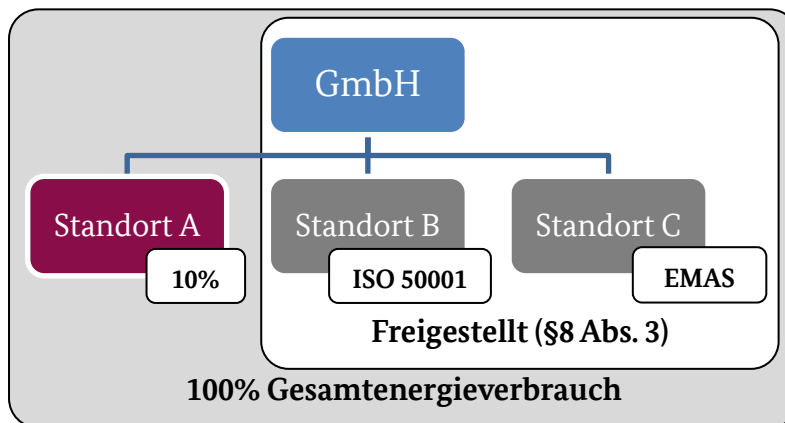 GmbH
Standort A
10%
Standort B
ISO 50001
Standort C
EMAS
Freigestellt (§8 Abs. 3)
100% Gesamtenergieverbrauch